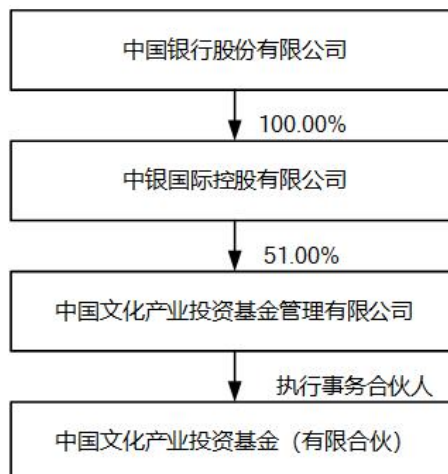 中国银行股份有限公司
100.00%
中银国际控股有限公司
51.00%
中国文化产业投资基金管理有限公司
执行事务合伙人
中国文化产业投资基金（有限合伙）